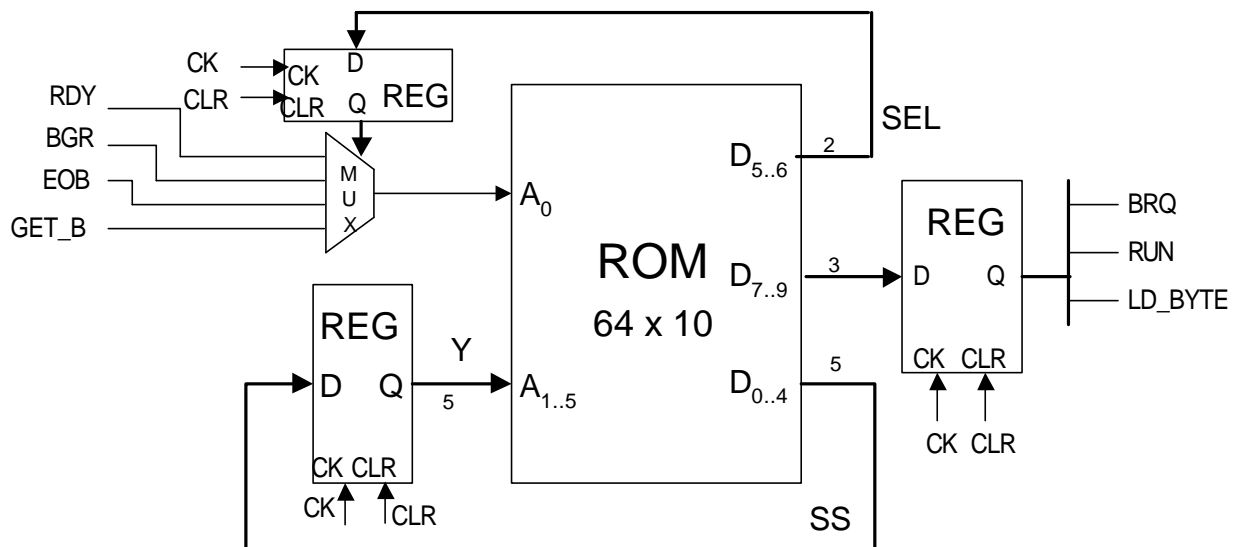 CK
D
CK
REG
CLR
CLR
Q
RDY
BGR
EOB
GET_B
M
U
X
SEL
2
D5..6
A0
ROM
64 x 10
3
D7..9
REG
D
Q
CK CLR
CK
CLR
BRQ
RUN
LD_BYTE
REG
Y
D
Q
5
A1..5
5
D0..4
CK CLR
CK
CLR
SS